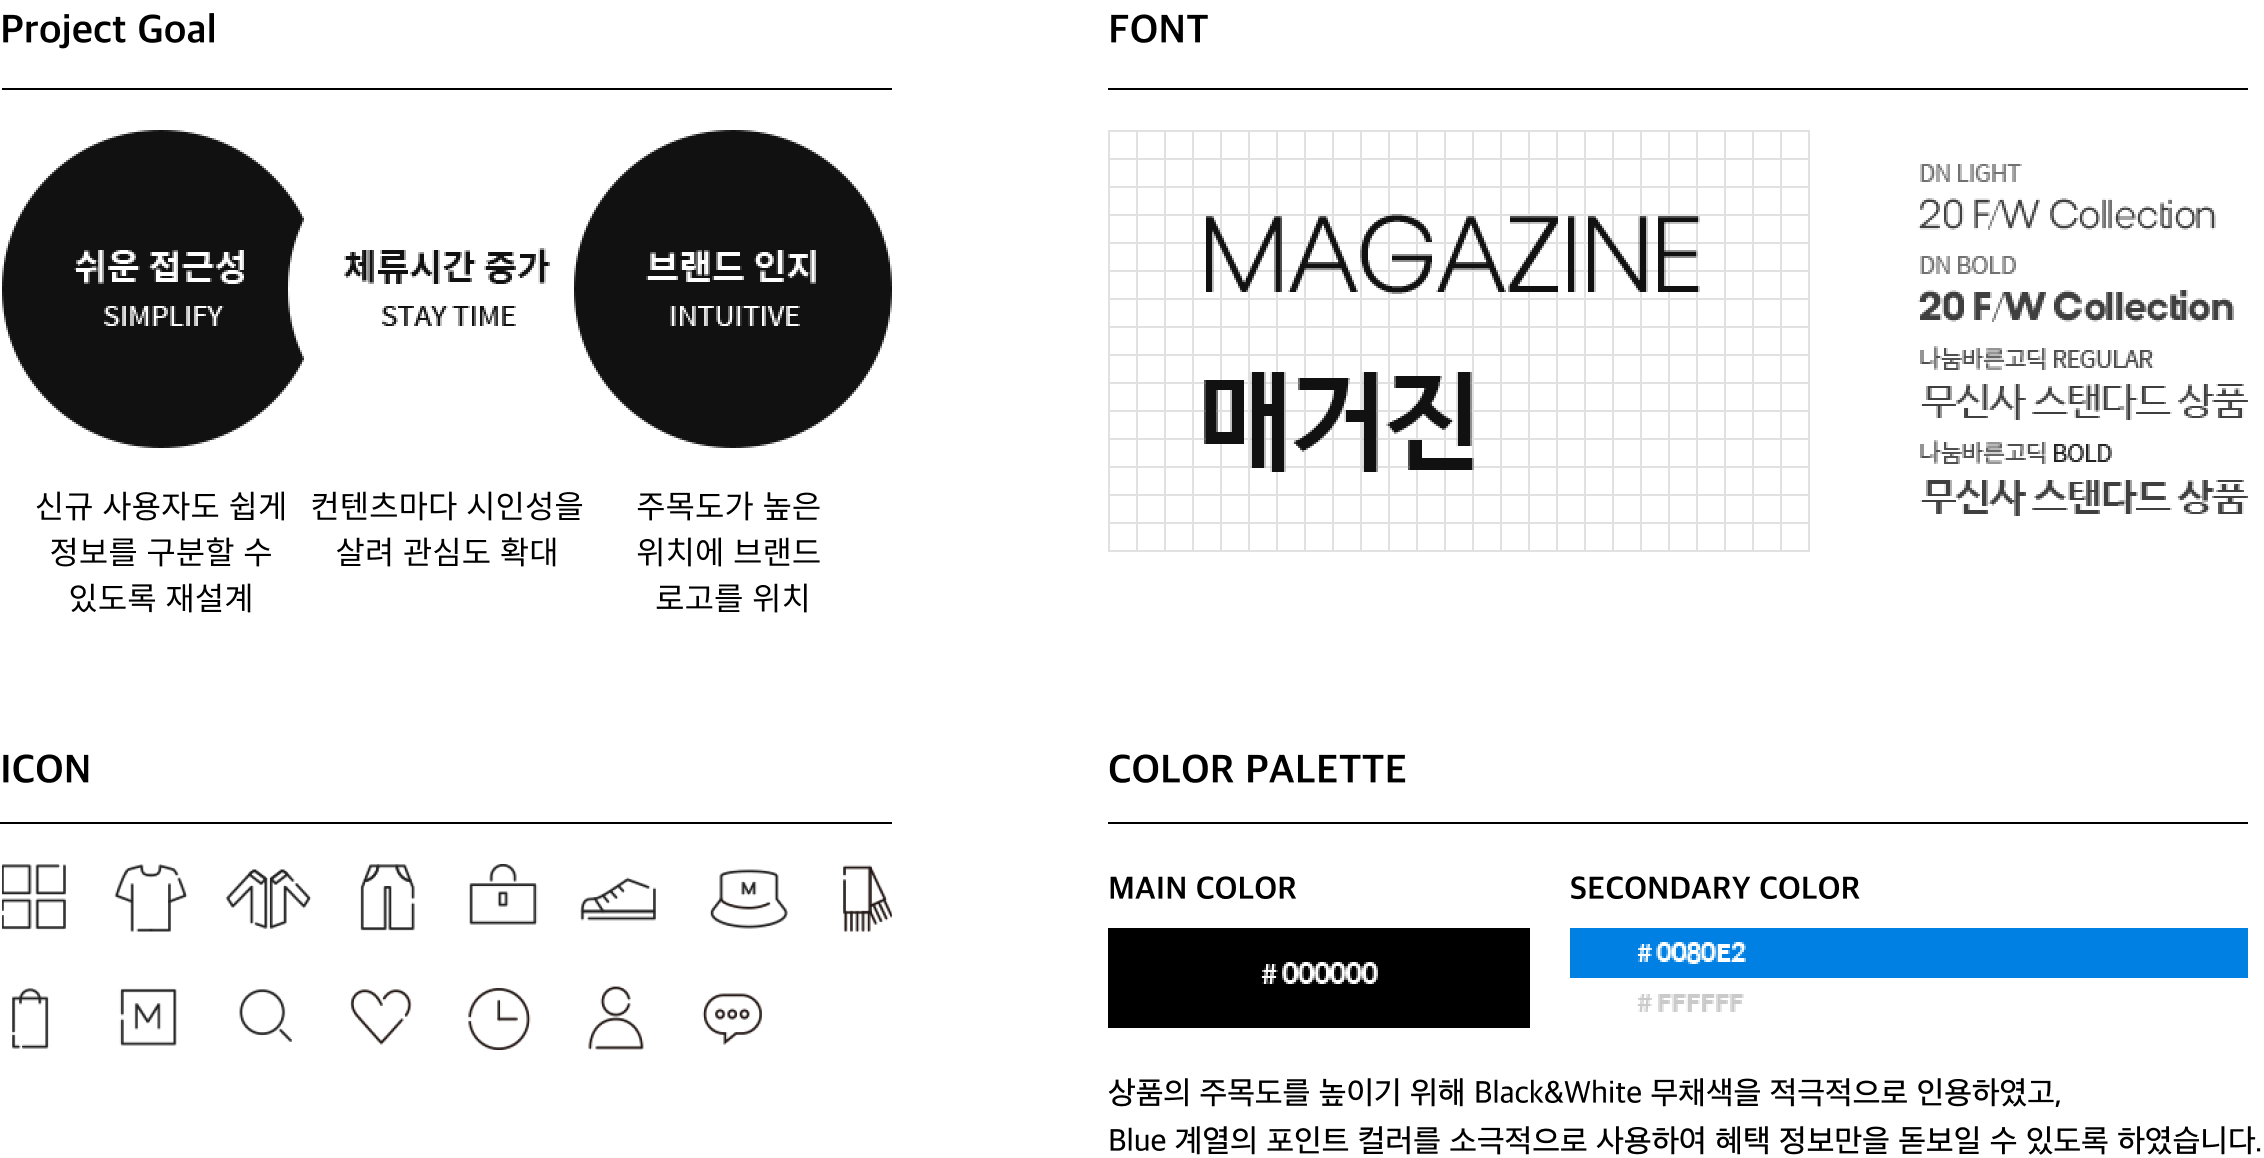 Project Goal
쉬운 접근성
SIMPLIFY
체류시간 증가
STAY TIME
브랜드 인지
INTUITIVE
신규 사용자도 쉽게
정보를 구분할 수
있도록 재설계
컨텐츠마다 시인성을
살려 관심도 확대
주목도가 높은
위치에 브랜드
로고를 위치
FONT
MAGAZINE
매거진
DN LIGHT
20 F/W Collection
DN BOLD
20 F/W Collection
나눔바른고딕 REGULAR
무신사 스탠다드 상품
나눔바른고딕 BOLD
무신사 스탠다드 상품
ICON
M
M
COLOR PALETTE
MAIN COLOR
# 000000
SECONDARY COLOR
# 0080E2
# FFFFFF
상품의 주목도를 높이기 위해 Black&White 무채색을 적극적으로 인용하였고,
Blue 계열의 포인트 컬러를 소극적으로 사용하여 혜택 정보만을 돋보일 수 있도록 하였습니다.